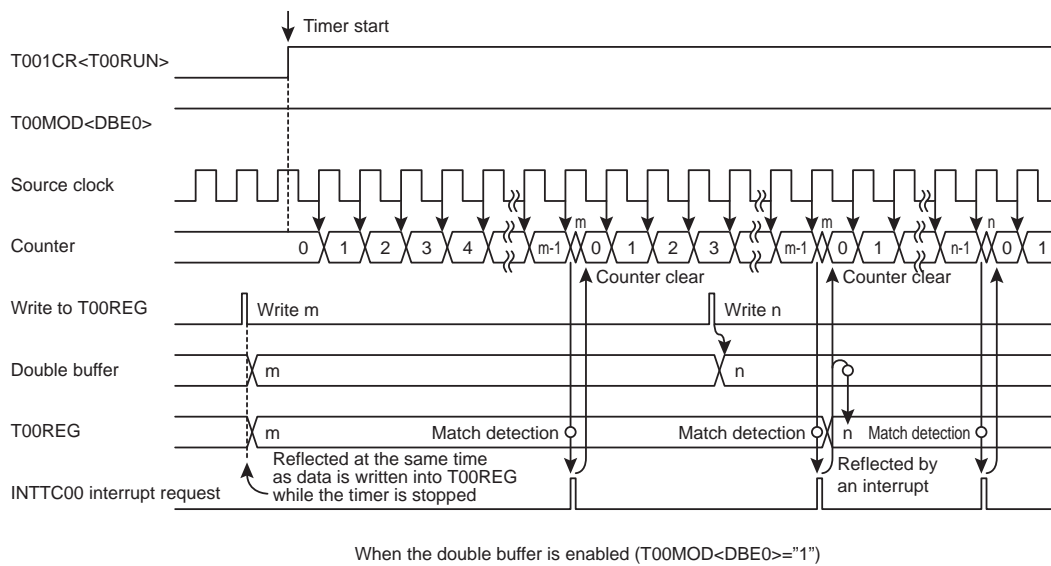 Timer start
T001CR<T00RUN>
T00MOD<DBE0>
Source clock
m m n
Counter 0 1 2 3 4 m-1 0 1 2 3 m-1 0 1 n-1 0 1
Counter clear Counter clear
Write to T00REG Write m Write n
Double buffer m n
T00REG m Match detection Match detection n Match detection
Reflected at the same time
as data is written into T00REG
while the timer is stopped
Reflected by
an interrupt
INTTC00 interrupt request
When the double buffer is enabled (T00MOD<DBE0>=”1”)